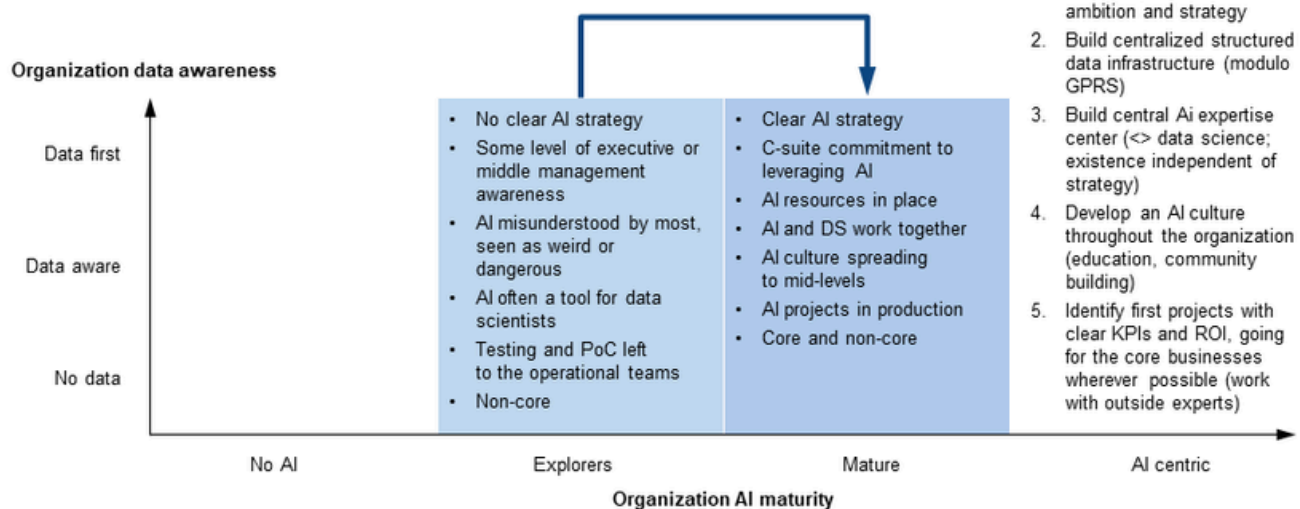 ambition and strategy
2. Build centralized structured
data infrastructure (modulo
GPRS)
3. Build central Ai expertise
center (<> data science;
existence independent of
strategy)
4. Develop an AI culture
throughout the organization
(education, community
building)
5. Identify first projects with
clear KPIs and ROI, going
for the core businesses
wherever possible (work
with outside experts)
Organization data awareness
Data first
Data aware
No data
• No clear AI strategy
• Some level of executive or
middle management
awareness
• AI misunderstood by most,
seen as weird or
dangerous
• AI often a tool for data
scientists
• Testing and PoC left
to the operational teams
• Non-core
• Clear AI strategy
• C-suite commitment to
leveraging AI
• AI resources in place
• AI and DS work together
• AI culture spreading
to mid-levels
• AI projects in production
• Core and non-core
No AI
Explorers
Mature
AI centric
Organization AI maturity